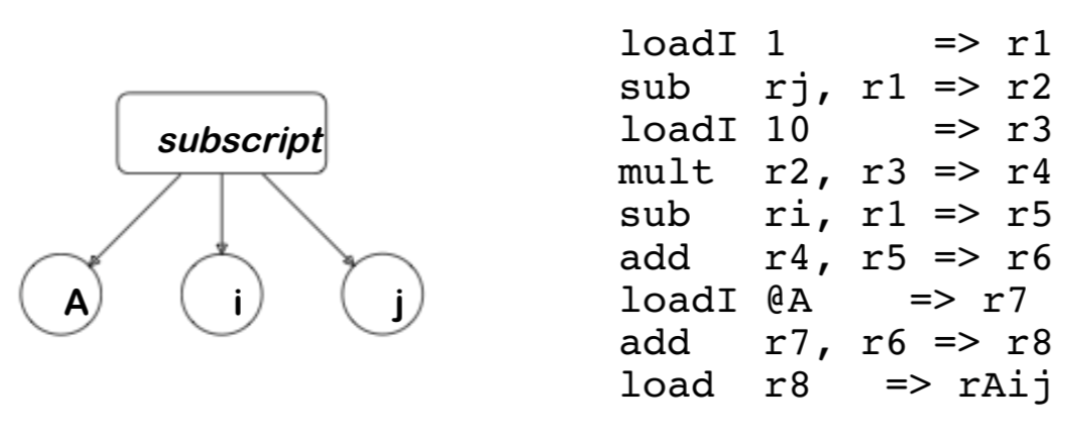 subscript
A
i
j
loadI 1 => r1
sub rj, r1 => r2
loadI 10 => r3
mult r2, r3 => r4
sub ri, r1 => r5
add r4, r5 => r6
loadI @A => r7
add r7, r6 => r8
load r8 => rAij